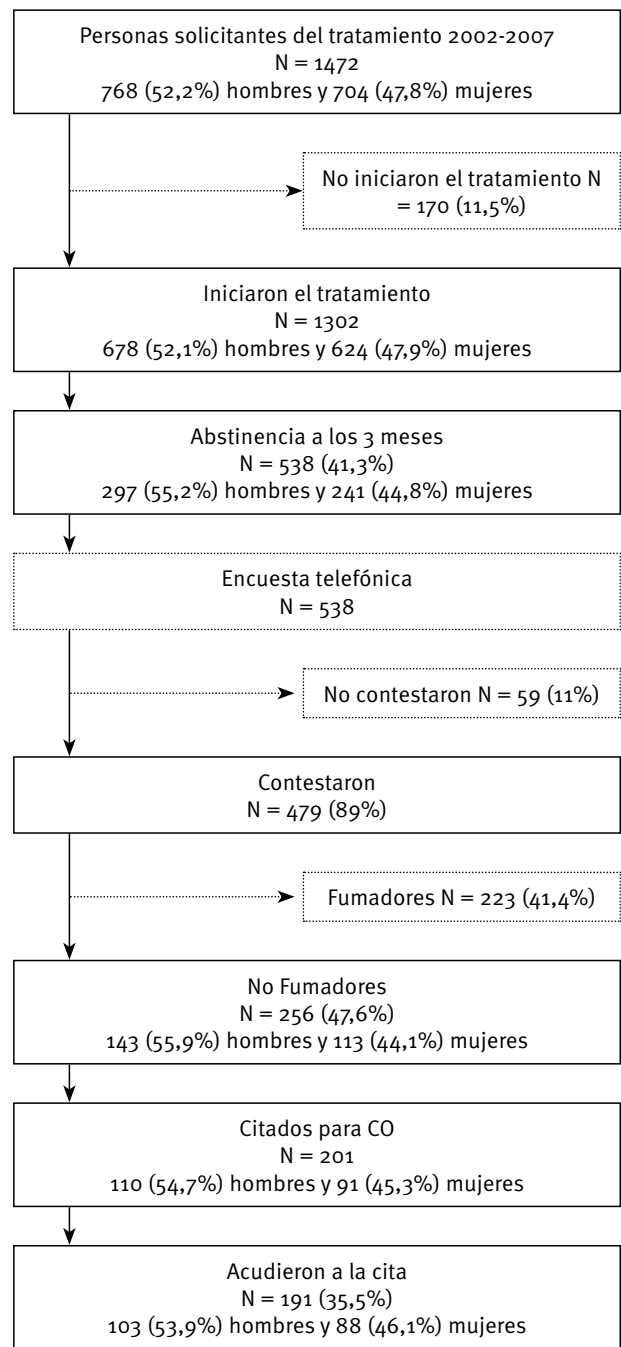 Personas solicitantes del tratamiento 2002-2007
N = 1472
768 (52,2%) hombres y 704 (47,8%) mujeres
No iniciaron el tratamiento N
= 170 (11,5%)
Iniciaron el tratamiento
N = 1302
678 (52,1%) hombres y 624 (47,9%) mujeres
Abstinencia a los 3 meses
N = 538 (41,3%)
297 (55,2%) hombres y 241 (44,8%) mujeres
Encuesta telefónica
N = 538
No contestaron N = 59 (11%)
Contestaron
N = 479 (89%)
Fumadores N = 223 (41,4%)
No Fumadores
N = 256 (47,6%)
143 (55,9%) hombres y 113 (44,1%) mujeres
Citados para CO
N = 201
110 (54,7%) hombres y 91 (45,3%) mujeres
Acudieron a la cita
N = 191 (35,5%)
103 (53,9%) hombres y 88 (46,1%) mujeres